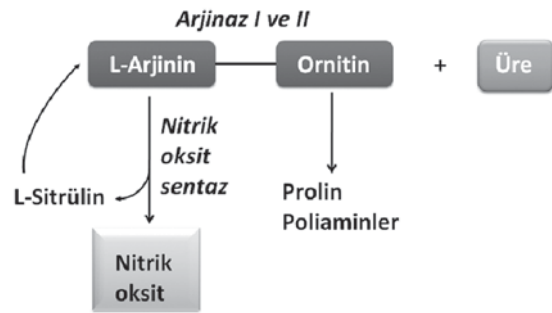 Arjinaz I ve II
L-Arjinin
Ornitin
+
Üre
Nitrik
oksit
sentaz
L-Sitrülin
Prolin
Poliaminler
Nitrik
oksit